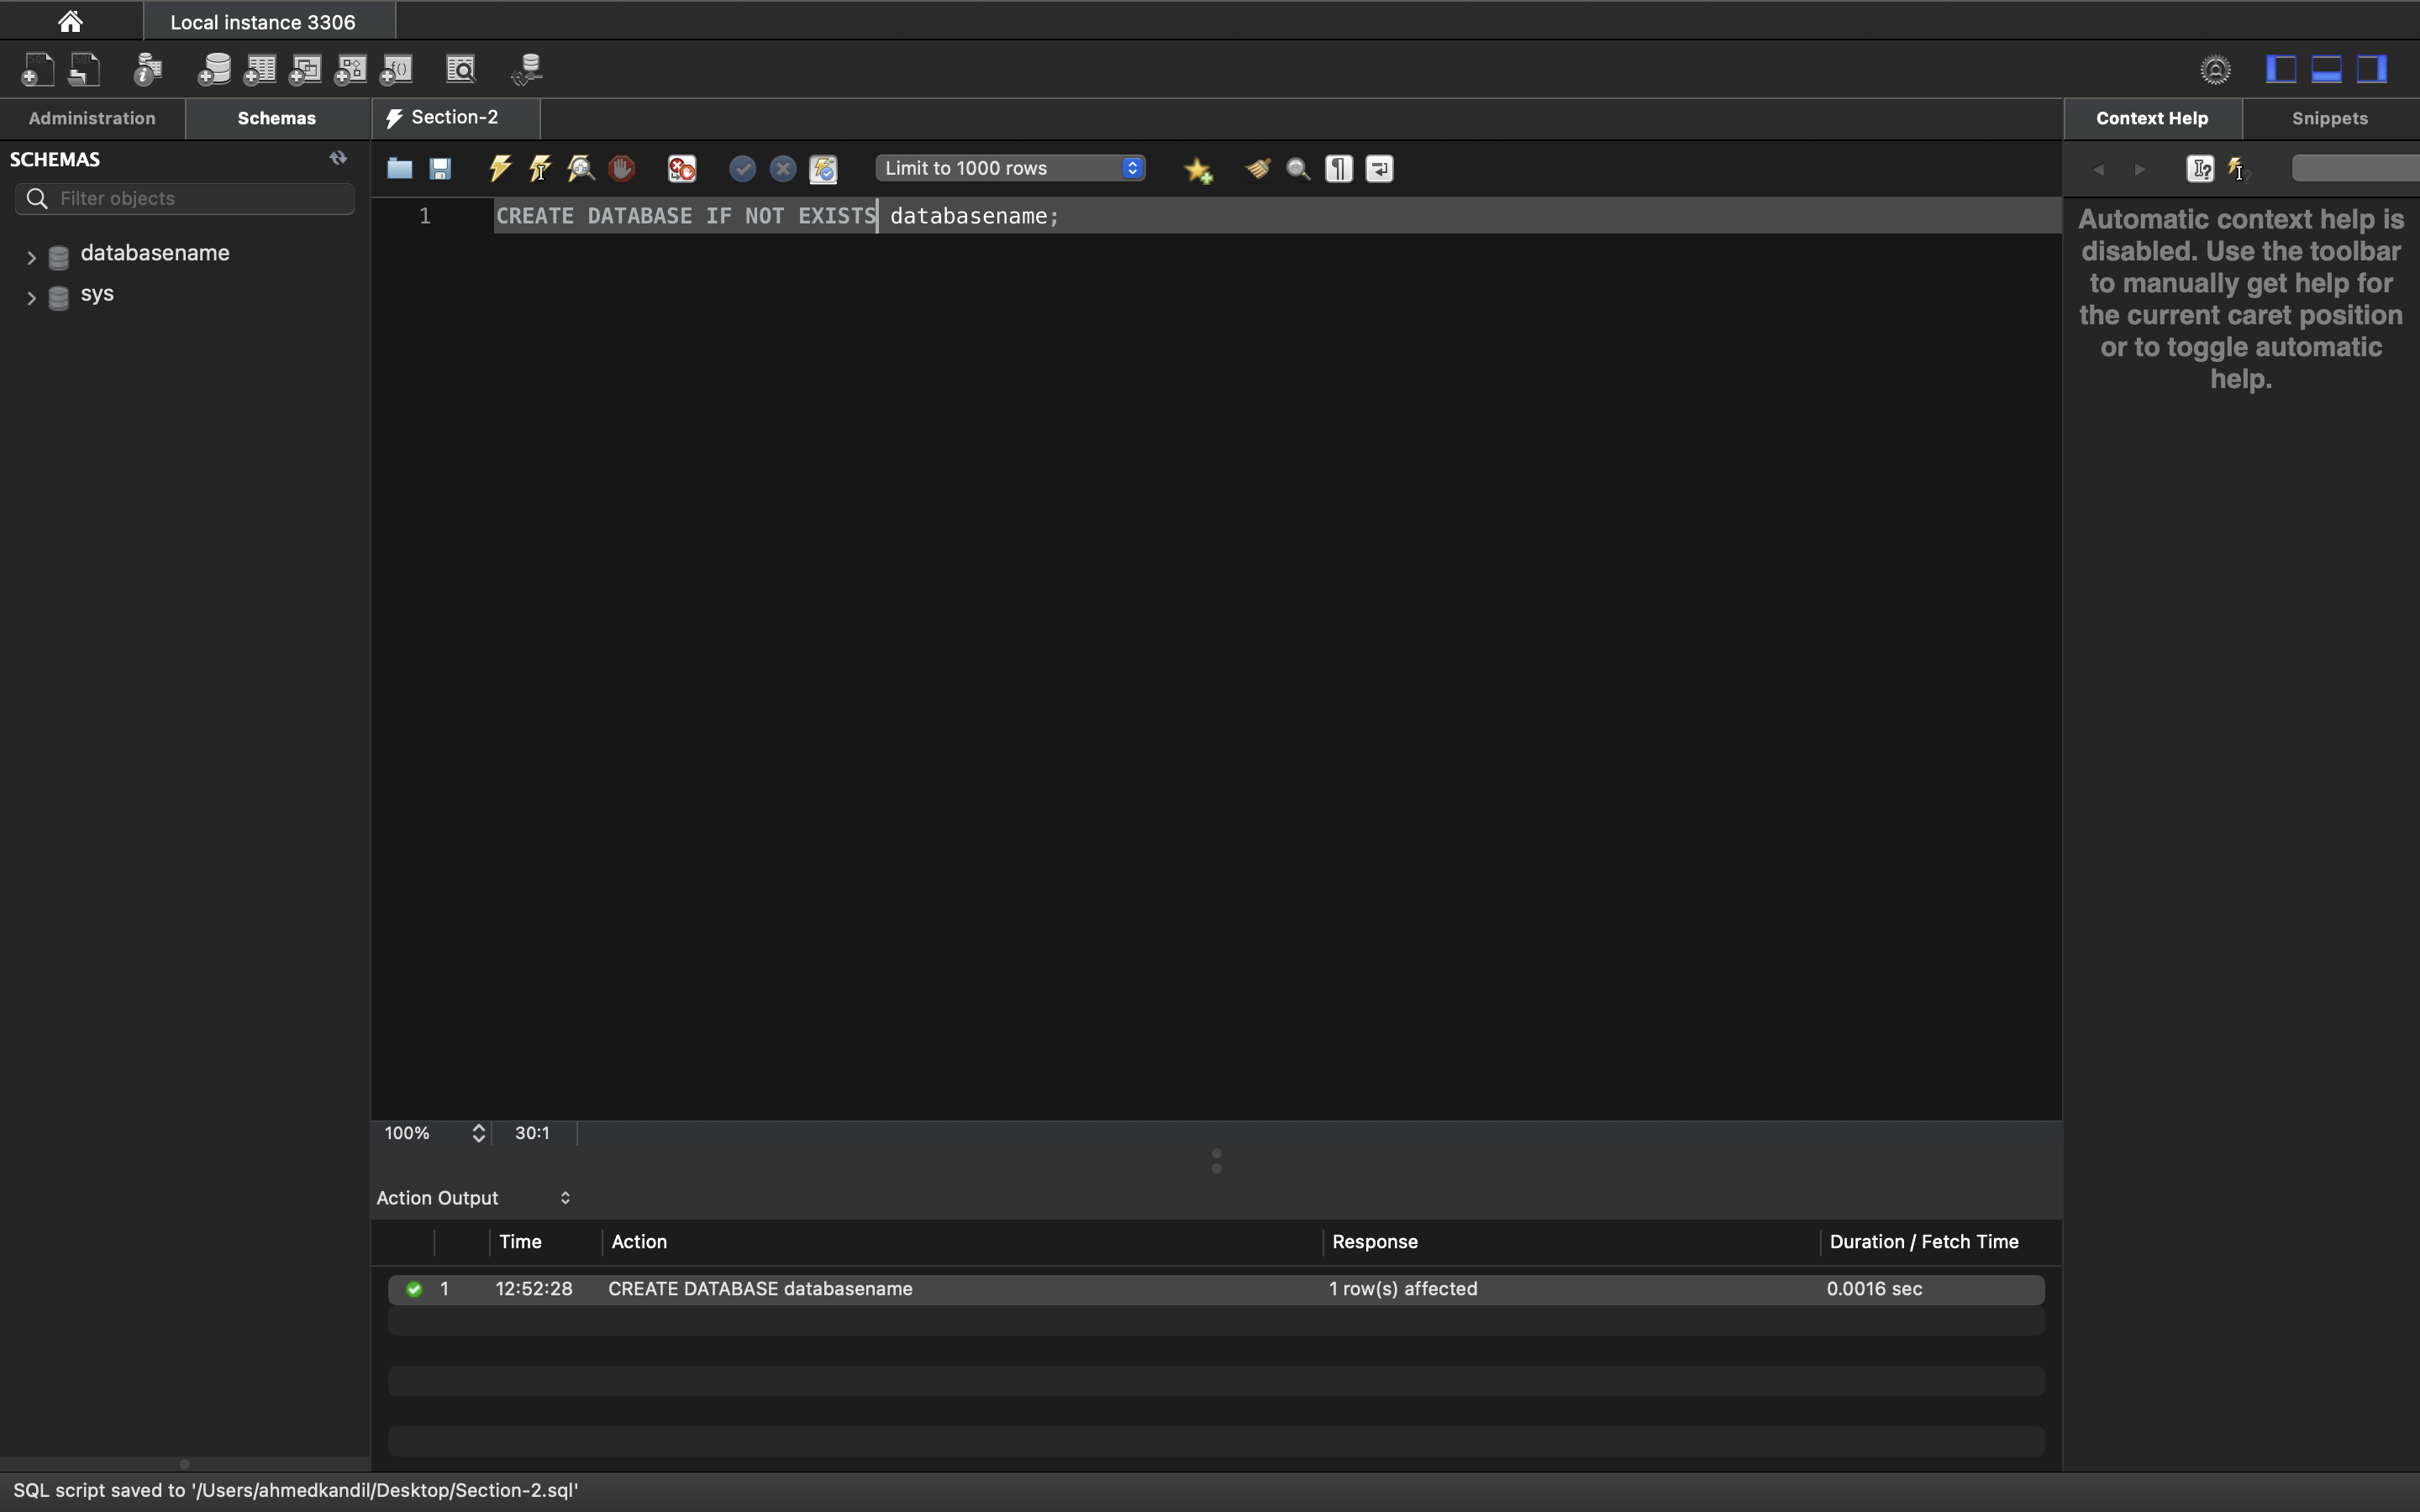 Local instance 3306
Administration
Schemas
Section-2
Context Help
Snippets
SCHEMAS
Filter objects
databasename
sys
Limit to 1000 rows
1
CREATE DATABASE IF NOT EXISTS databasename;
Automatic context help is
disabled. Use the toolbar
to manually get help for
the current caret position
or to toggle automatic
help.
100%
30:1
Action Output
Time
Action
Response
Duration / Fetch Time
1
12:52:28
CREATE DATABASE databasename
1 row(s) affected
0.0016 sec
SQL script saved to '/Users/ahmedkandil/Desktop/Section-2.sql'